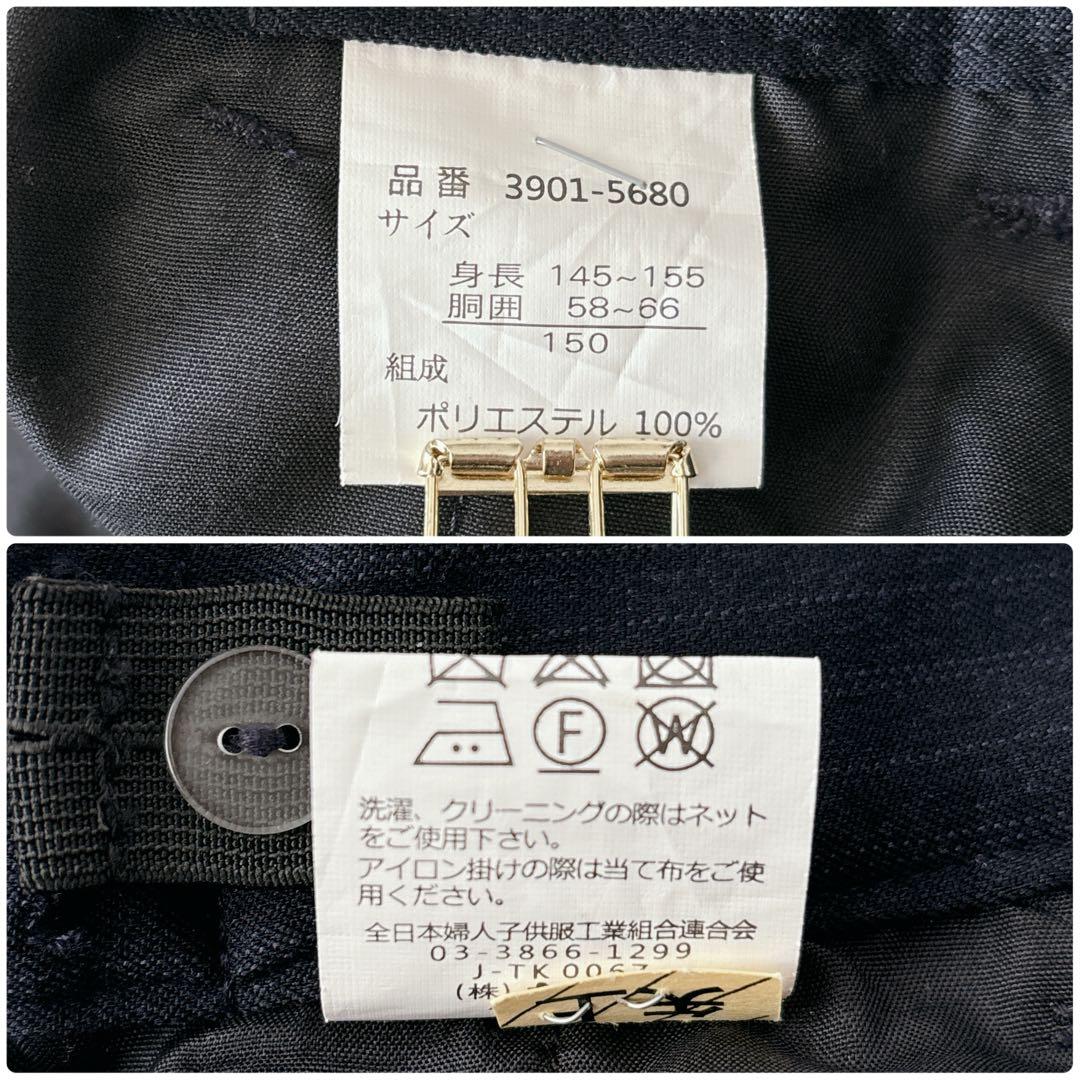 品番 3901-5680
サイズ
身長 145~155
胴囲 58~66
150
組成
ポリエステル 100%
F
W
洗濯、クリーニングの際はネット
をご使用下さい。
アイロン掛けの際は当て布をご使
用ください。
全日本婦人子供服工業組合連合会
03-3866-1299
J-TK 0067
(株)